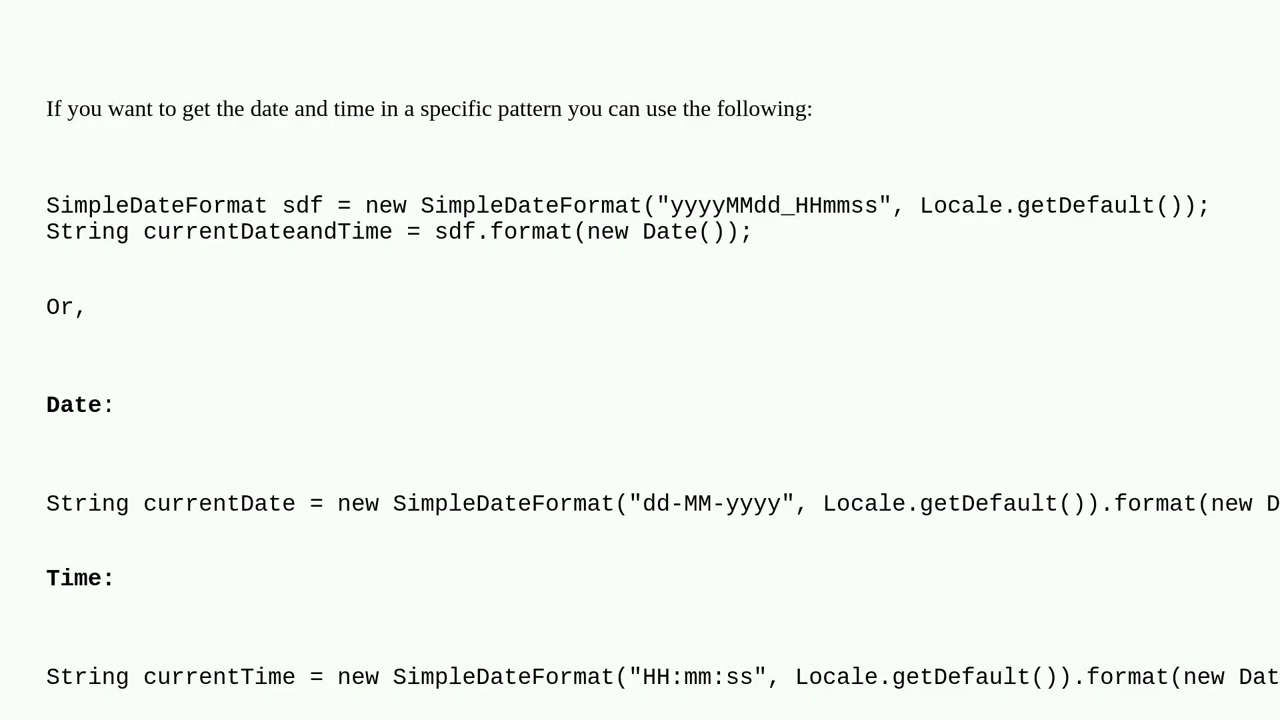 If you want to get the date and time in a specific pattern you can use the following:
SimpleDateFormat sdf = new SimpleDateFormat("yyyyMMdd_HHmmss", Locale.getDefault());
String currentDateandTime = sdf.format(new Date());
Or,
Date:
String currentDate = new SimpleDateFormat("dd-MM-yyyy", Locale.getDefault()).format(new D
Time:
String currentTime = new SimpleDateFormat("HH:mm:ss", Locale.getDefault()).format(new Dat